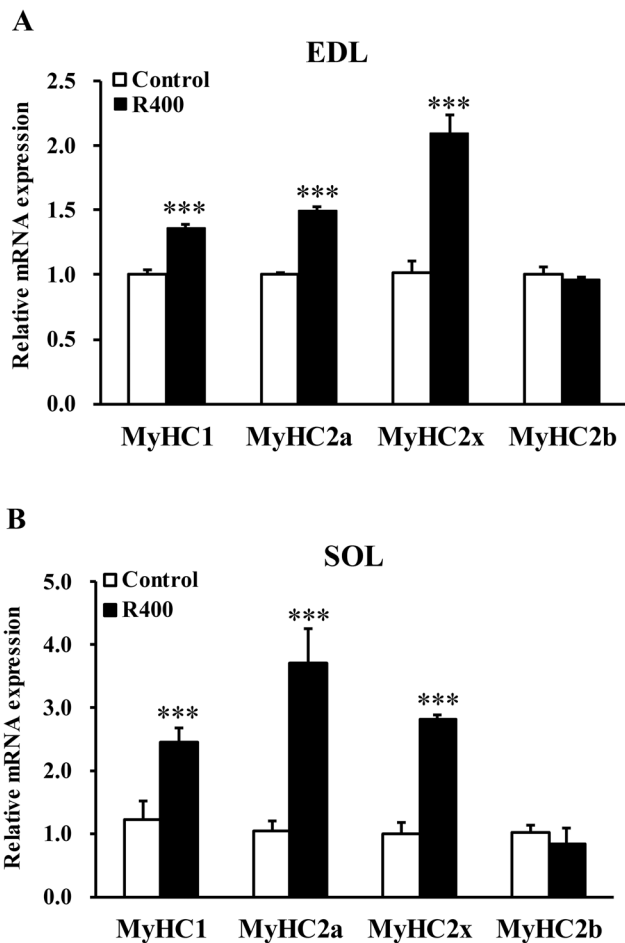 A
EDL
Control
R400
Relative mRNA expression
2.5
2.0
1.5
1.0
0.5
0.0
***
***
***
MyHC1 MyHC2a MyHC2x MyHC2b
B
SOL
Control
R400
Relative mRNA expression
5.0
4.0
3.0
2.0
1.0
0.0
***
***
***
MyHC1 MyHC2a MyHC2x MyHC2b